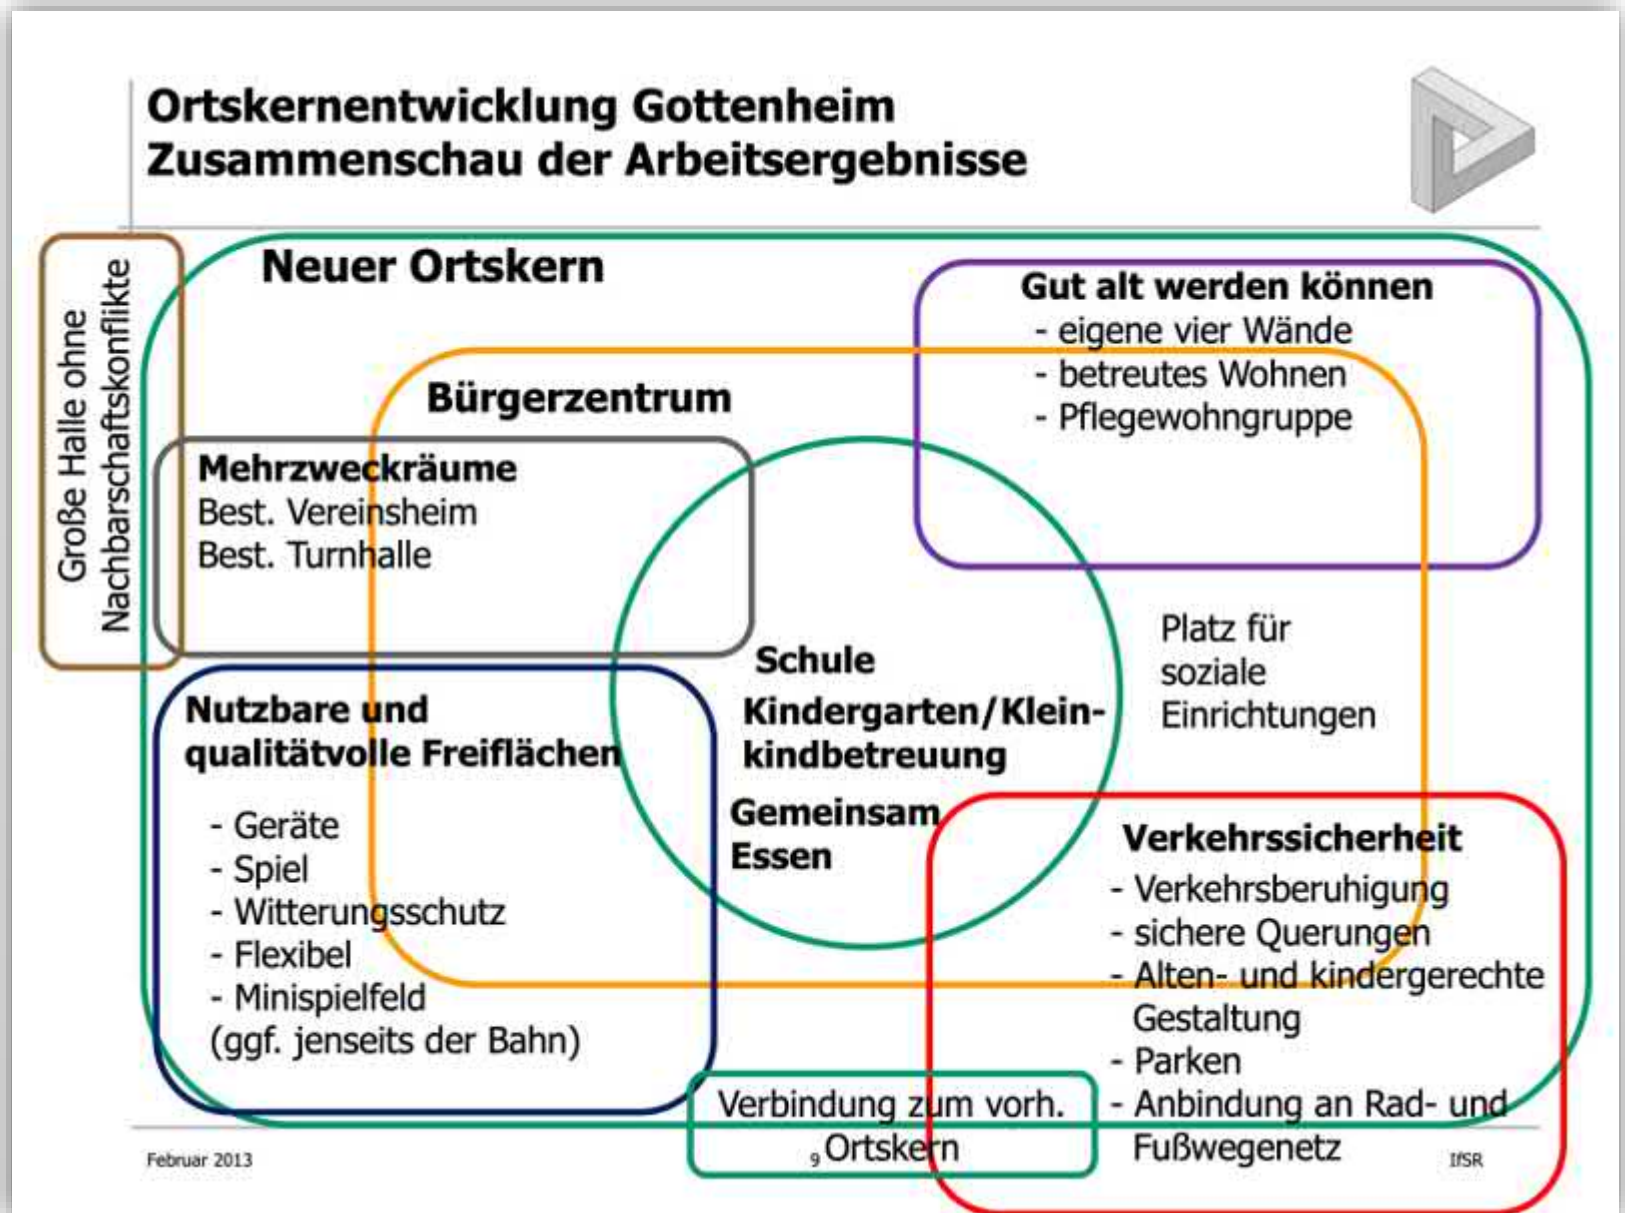 Ortskernentwicklung Gottenheim
Zusammenschau der Arbeitsergebnisse
Große Halle ohne
Nachbarschaftskonflikte
Neuer Ortskern
Gut alt werden können
- eigene vier Wände
- betreutes Wohnen
- Pflegewohngruppe
Bürgerzentrum
Mehrzweckräume
Best. Vereinsheim
Best. Turnhalle
Schule
Kindergarten/Klein-
kindbetreuung
Gemeinsam
Essen
Platz für
soziale
Einrichtungen
Nutzbare und
qualitätvolle Freiflächen
- Geräte
- Spiel
- Witterungsschutz
- Flexibel
- Minispielfeld
(ggf. jenseits der Bahn)
Verkehrssicherheit
- Verkehrsberuhigung
- sichere Querungen
- Alten- und kindergerechte
Gestaltung
- Parken
- Anbindung an Rad- und
Fußwegenetz
Verbindung zum vorh.
Ortskern
Februar 2013
9
IfSR